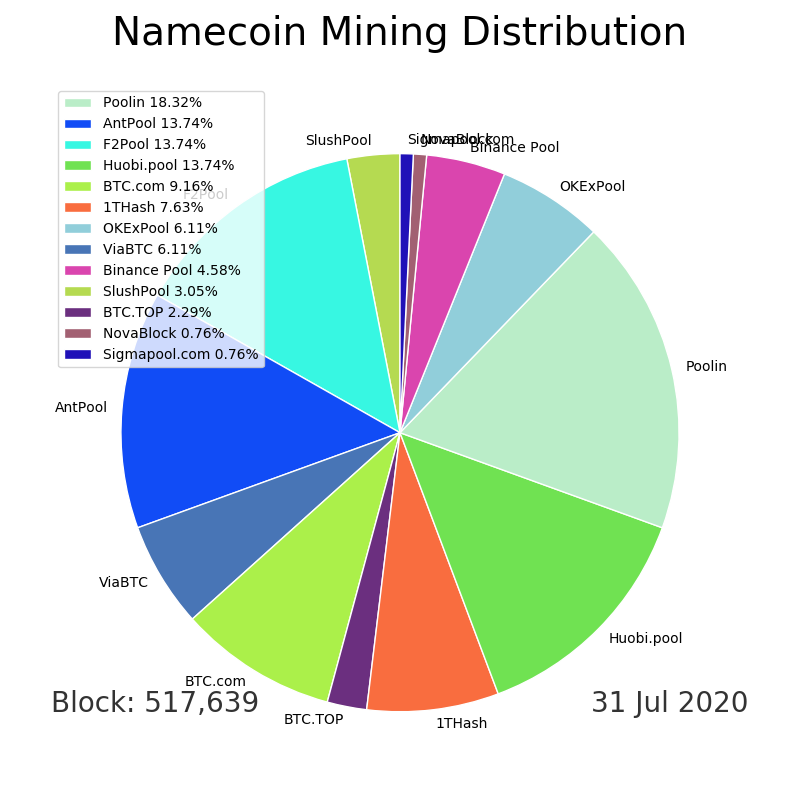 Namecoin Mining Distribution
Poolin 18.32%
AntPool 13.74%
F2Pool 13.74%
Huobi.pool 13.74%
BTC.com 9.16%
1THash 7.63%
OKExPool 6.11%
ViaBTC 6.11%
Binance Pool 4.58%
SlushPool 3.05%
BTC.TOP 2.29%
NovaBlock 0.76%
Sigmapool.com 0.76%
SlushPool
Sigmapool.com
NovaBlock
Binance Pool
OKExPool
F2Pool
Poolin
AntPool
ViaBTC
Huobi.pool
BTC.com
BTC.TOP
1THash
Block: 517,639
31 Jul 2020